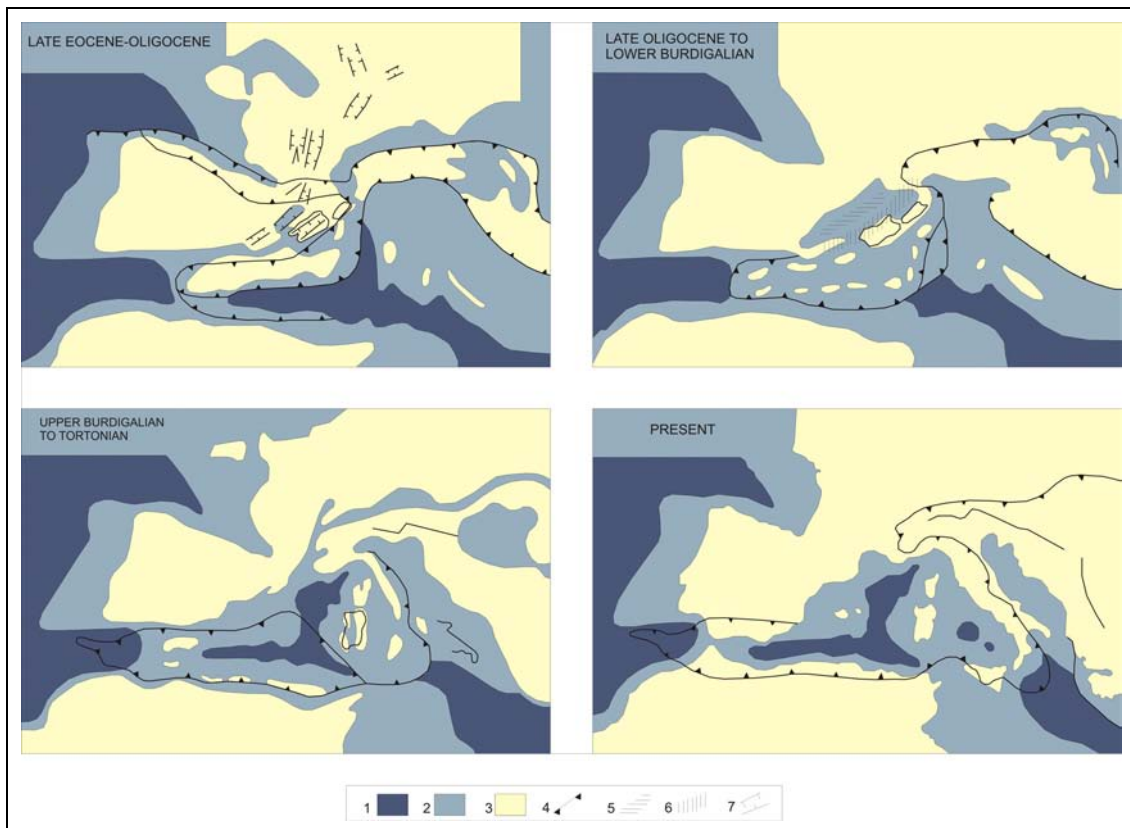 LATE EOCENE-OLIGOCENE
LATE OLIGOCENE TO
LOWER BURDIGALIAN
UPPER BURDIGALIAN
TO TORTONIAN
PRESENT
1 2 3 4 5 6 7